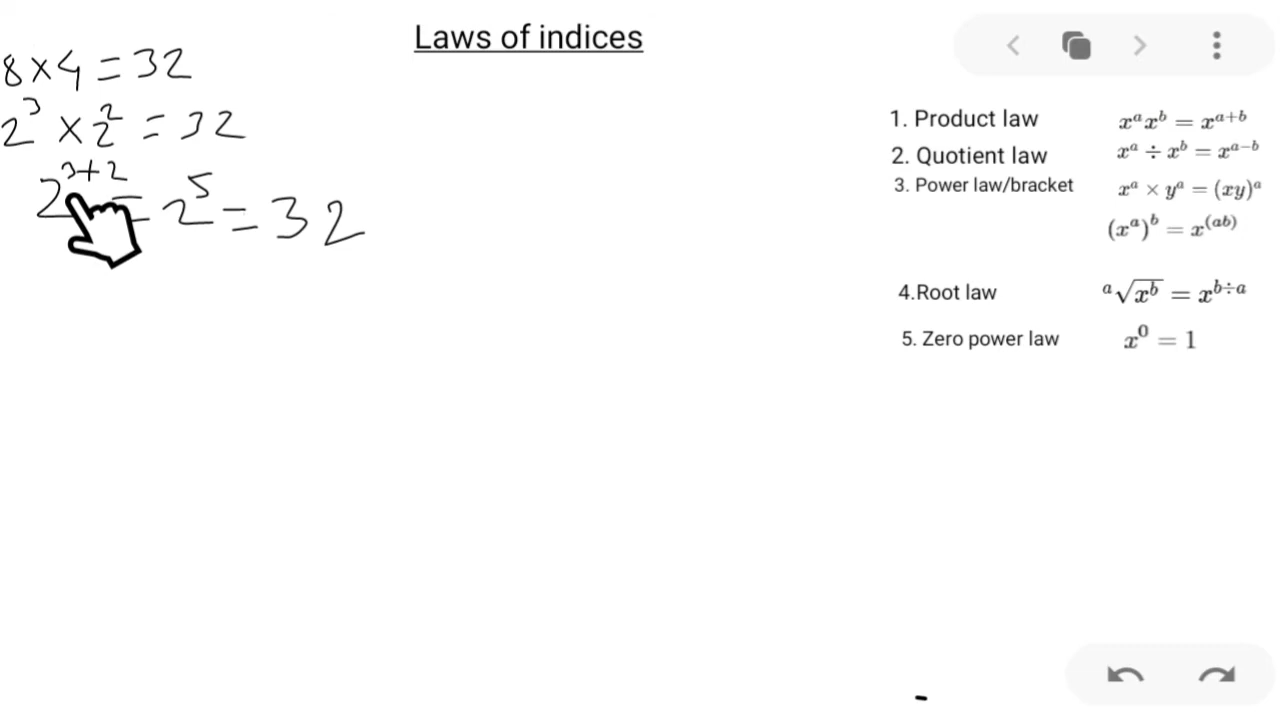 Laws of indices
8 × 4 = 32
2³ × 2² = 32
2³⁺² = 2⁵ = 32
1. Product law xᵃxᵇ = xᵃ⁺ᵇ
2. Quotient law xᵃ ÷ xᵇ = xᵃ⁻ᵇ
3. Power law/bracket xᵃ × yᵃ = (xy)ᵃ
(xᵃ)ᵇ = x⁽ᵃᵇ⁾
4.Root law ᵃ√(xᵇ) = x^(b÷a)
5. Zero power law x⁰ = 1